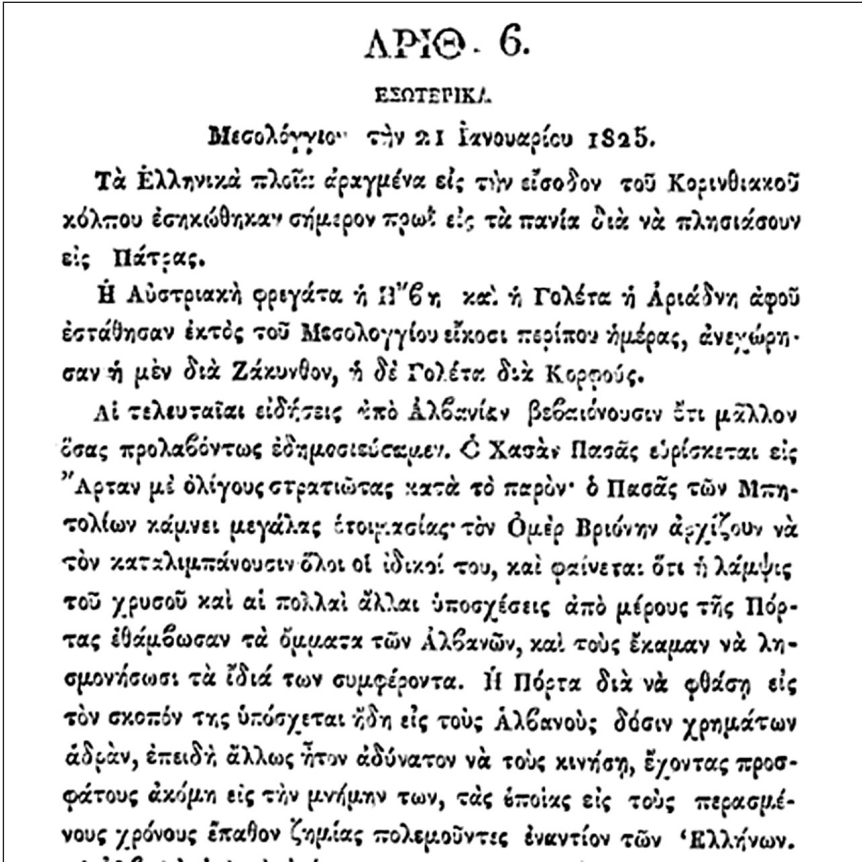 ΑΡΙΘ. 6.
ΕΣΩΤΕΡΙΚΑ
Μεσολόγγιον τὴν 21 Ἰανουαρίου 1825.
Τὰ Ἑλληνικὰ πλοῖα ἀραγμένα εἰς τὴν εἴσοδον τοῦ Κορινθιακοῦ
κόλπου ἐσηκώθηκαν σήμερον πρωῒ εἰς τὰ πανία διὰ νὰ πλησιάσουν
εἰς Πάτρας.
Ἡ Αὐστριακὴ φρεγάτα ἡ Ἥβη καὶ ἡ Γολέτα ἡ Ἀριάδνη ἀφοῦ
ἐστάθησαν ἐκτὸς τοῦ Μεσολογγίου εἴκοσι περίπου ἡμέρας, ἀνεχώρη-
σαν ἡ μὲν διὰ Ζάκυνθον, ἡ δὲ Γολέτα διὰ Κορφούς.
Αἱ τελευταῖαι εἰδήσεις ἀπὸ Ἀλβανίαν βεβαιόνουσιν ἔτι μᾶλλον
ὅσας προλαβόντως ἐδημοσιεύσαμεν. Ὁ Χασὰν Πασᾶς εὑρίσκεται εἰς
Ἄρταν μὲ ὀλίγους στρατιῶτας κατὰ τὸ παρὸν· ὁ Πασᾶς τῶν Μπη-
τολίων κάμνει μεγάλας ἑτοιμασίας· τὸν Ὀμὲρ Βριόνην ἀρχίζουν νὰ
τὸν καταλιμπάνουσιν ὅλοι οἱ ἰδικοί του, καὶ φαίνεται ὅτι ἡ λάμψις
τοῦ χρυσοῦ καὶ αἱ πολλαὶ ἄλλαι ὑποσχέσεις ἀπὸ μέρους τῆς Πόρ-
τας ἐθάμβωσαν τὰ ὄμματα τῶν Ἀλβανῶν, καὶ τοὺς ἔκαμαν νὰ λη-
σμονήσωσι τὰ ἴδιά των συμφέροντα. Ἡ Πόρτα διὰ νὰ φθάσῃ εἰς
τὸν σκοπόν της ὑπόσχεται ἤδη εἰς τοὺς Ἀλβανοὺς δόσιν χρημάτων
ἁδρὰν, ἐπειδὴ ἄλλως ἦτον ἀδύνατον νὰ τοὺς κινήσῃ, ἔχοντας προσ-
φάτους ἀκόμη εἰς τὴν μνήμην των, τὰς ὁποίας εἰς τοὺς περασμέ-
νους χρόνους ἔπαθον ζημίας πολεμοῦντες ἐναντίον τῶν Ἑλλήνων.